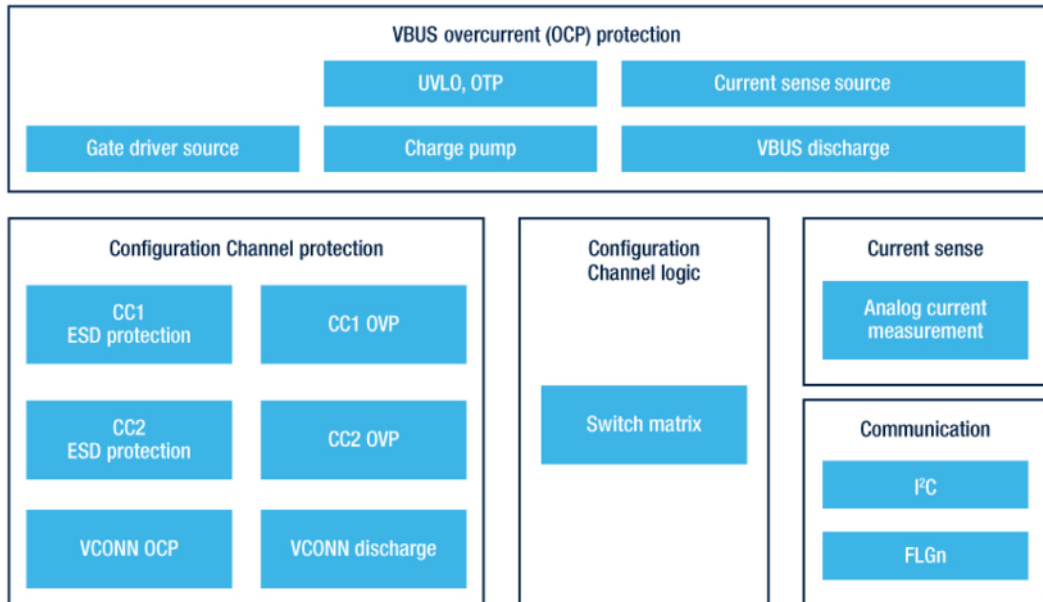 VBUS overcurrent (OCP) protection
UVLO, OTP
Current sense source
Gate driver source
Charge pump
VBUS discharge
Configuration Channel protection
CC1
ESD protection
CC1 OVP
CC2
ESD protection
CC2 OVP
VCONN OCP
VCONN discharge
Configuration
Channel logic
Switch matrix
Current sense
Analog current
measurement
Communication
I²C
FLGn